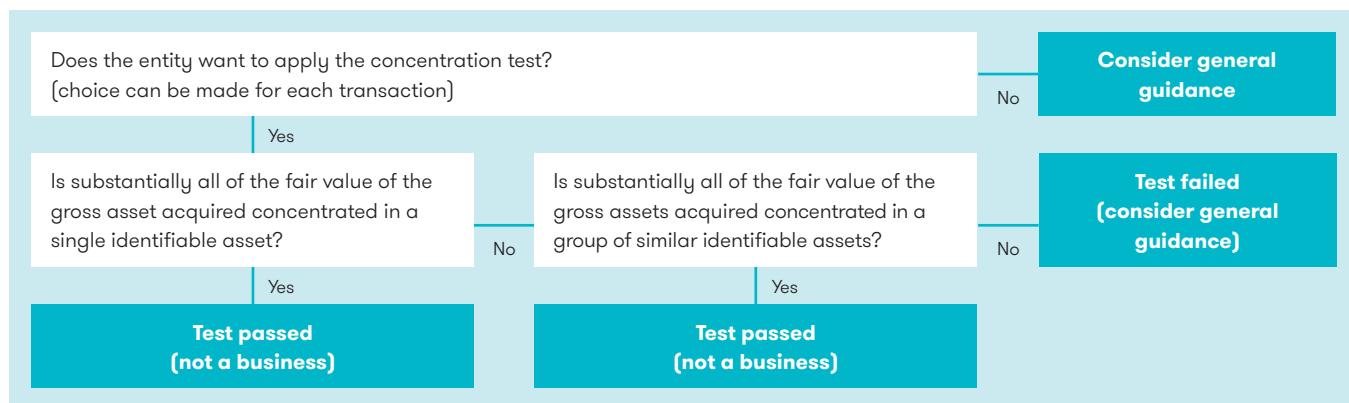 Does the entity want to apply the concentration test?
(choice can be made for each transaction)
No
Consider general
guidance
Yes
Is substantially all of the fair value of the
gross asset acquired concentrated in a
single identifiable asset?
No
Is substantially all of the fair value of the
gross assets acquired concentrated in a
group of similar identifiable assets?
No
Test failed
(consider general
guidance)
Yes
Test passed
(not a business)
Yes
Test passed
(not a business)